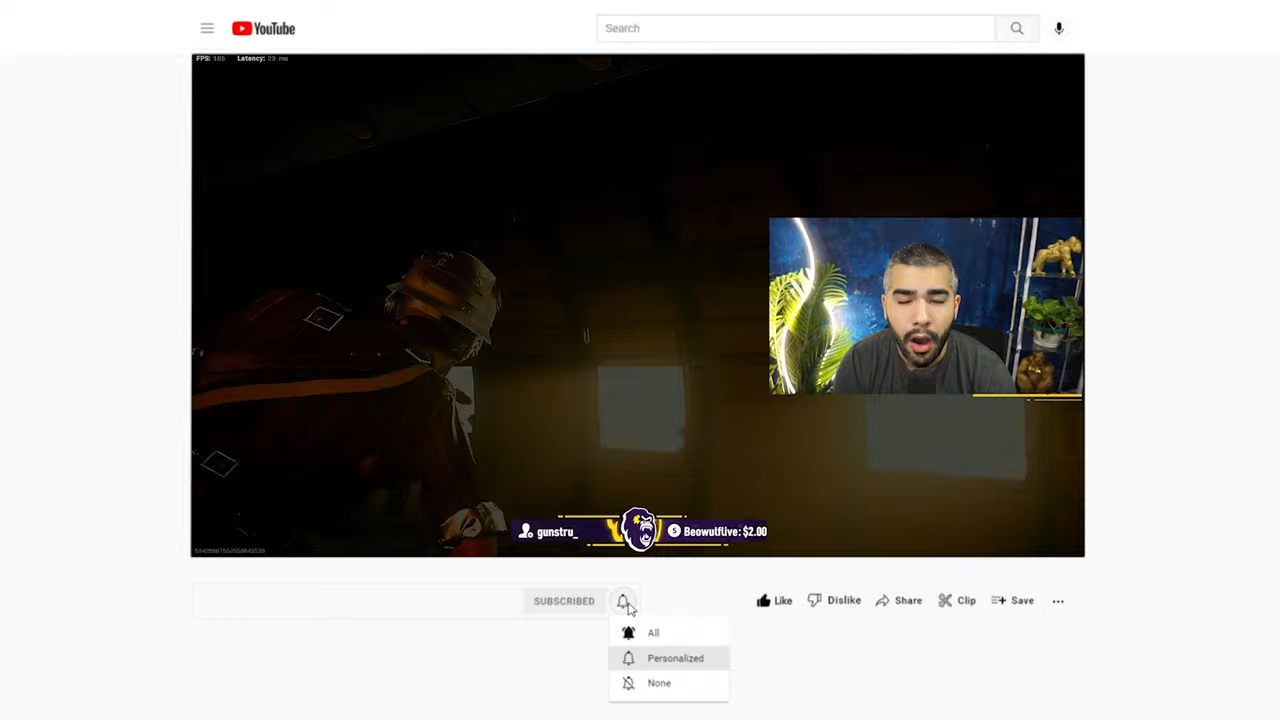 YouTube
Search
FPS: 165 Latency: 23 ms
gunstru_
Beowulflive: $2.00
SUBSCRIBED
Like
Dislike
Share
Clip
Save
All
Personalized
None